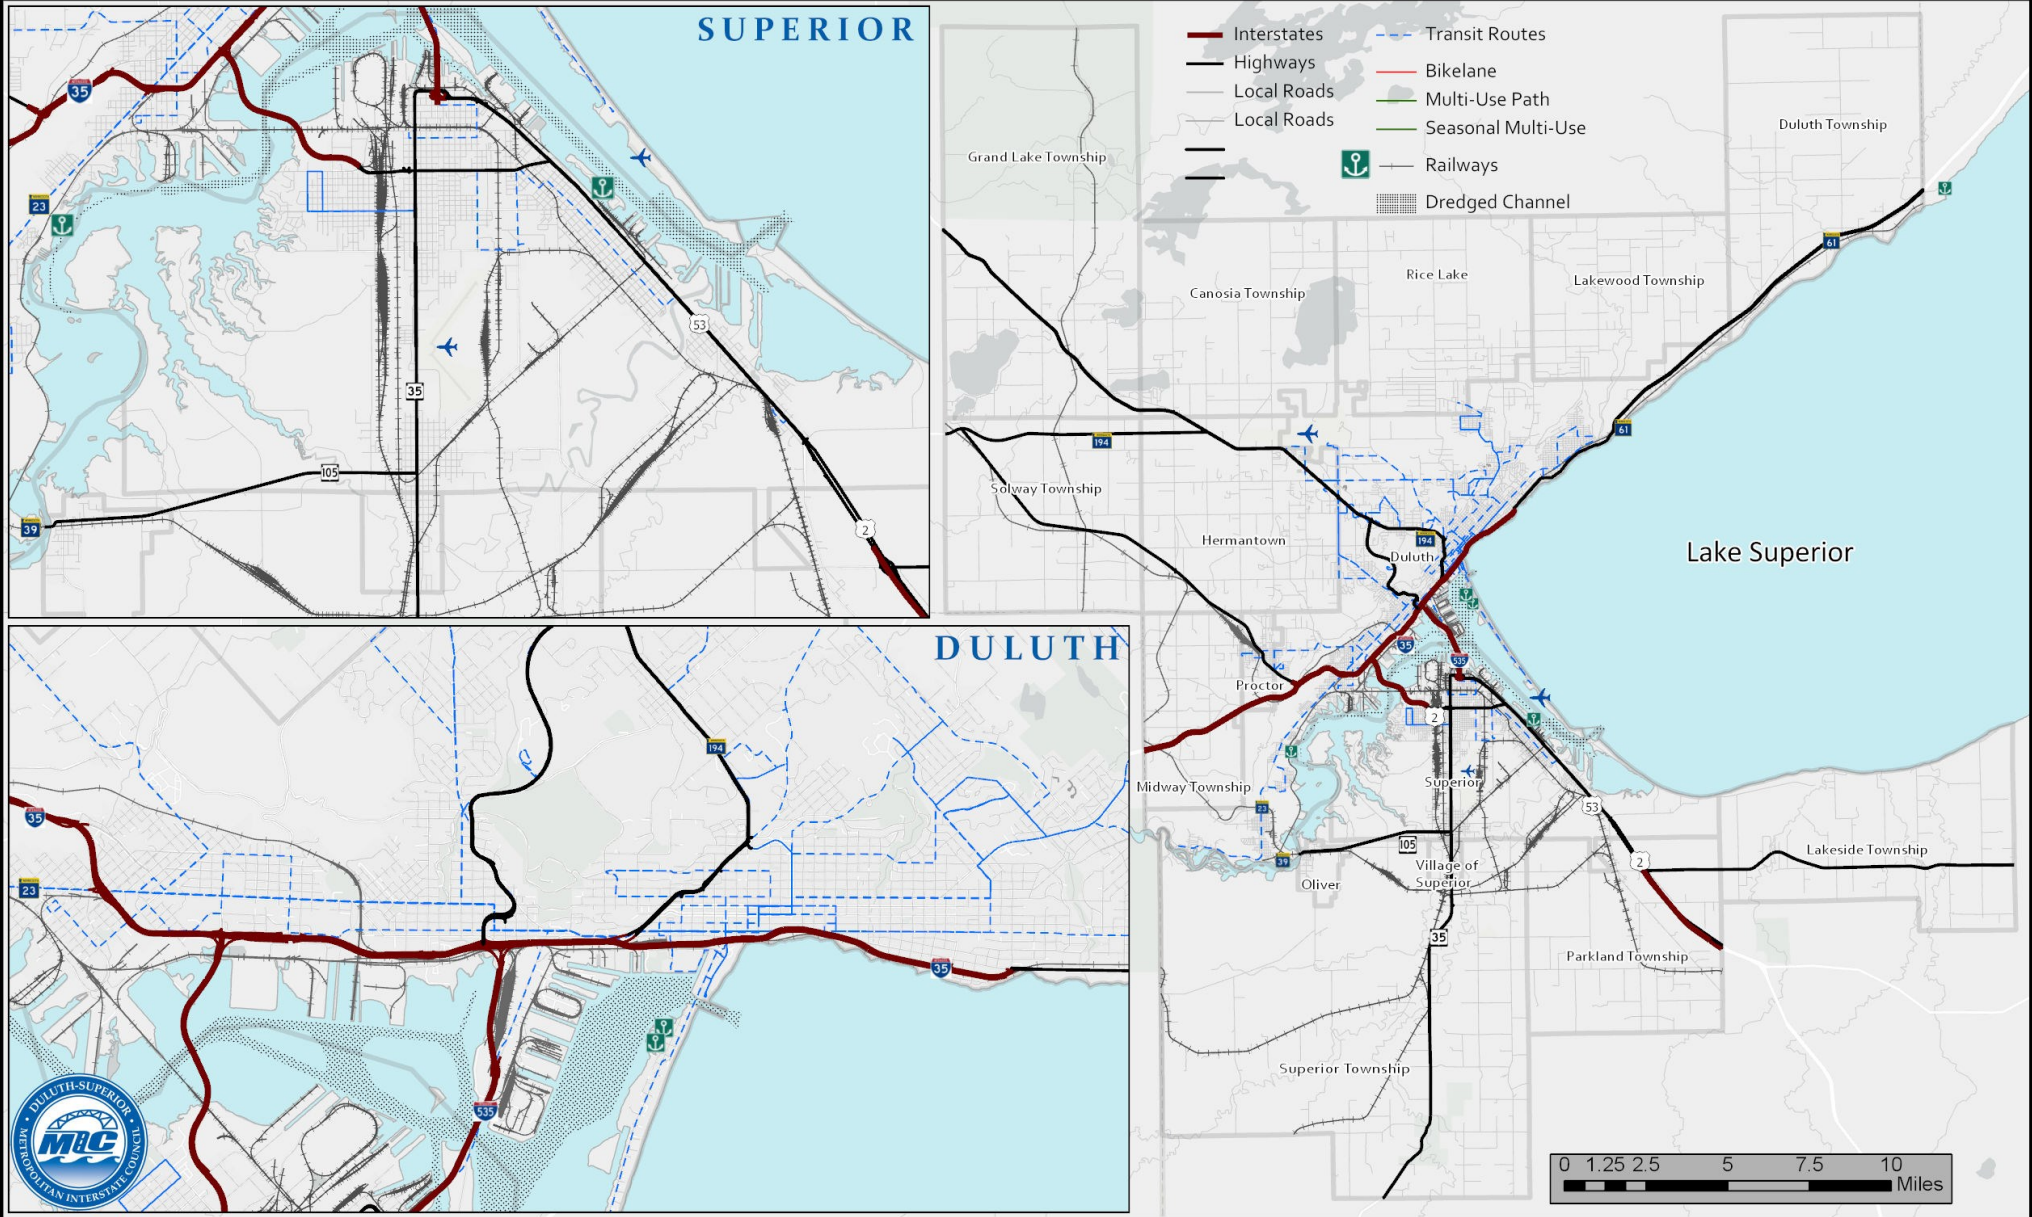 SUPERIOR
35
23
53
35
105
39
2
DULUTH
194
35
23
35
535
DULUTH-SUPERIOR
MIC
METROPOLITAN INTERSTATE COUNCIL
Interstates
Highways
Local Roads
Local Roads
Transit Routes
Bikelane
Multi-Use Path
Seasonal Multi-Use
Railways
Dredged Channel
Duluth Township
Grand Lake Township
61
Rice Lake
Lakewood Township
Canosia Township
61
194
Solway Township
Hermantown
194
Duluth
Lake Superior
35
535
Proctor
2
Midway Township
Superior
23
53
105
39
2
Lakeside Township
Village of
Superior
Oliver
35
Parkland Township
Superior Township
0 1.25 2.5 5 7.5 10
Miles